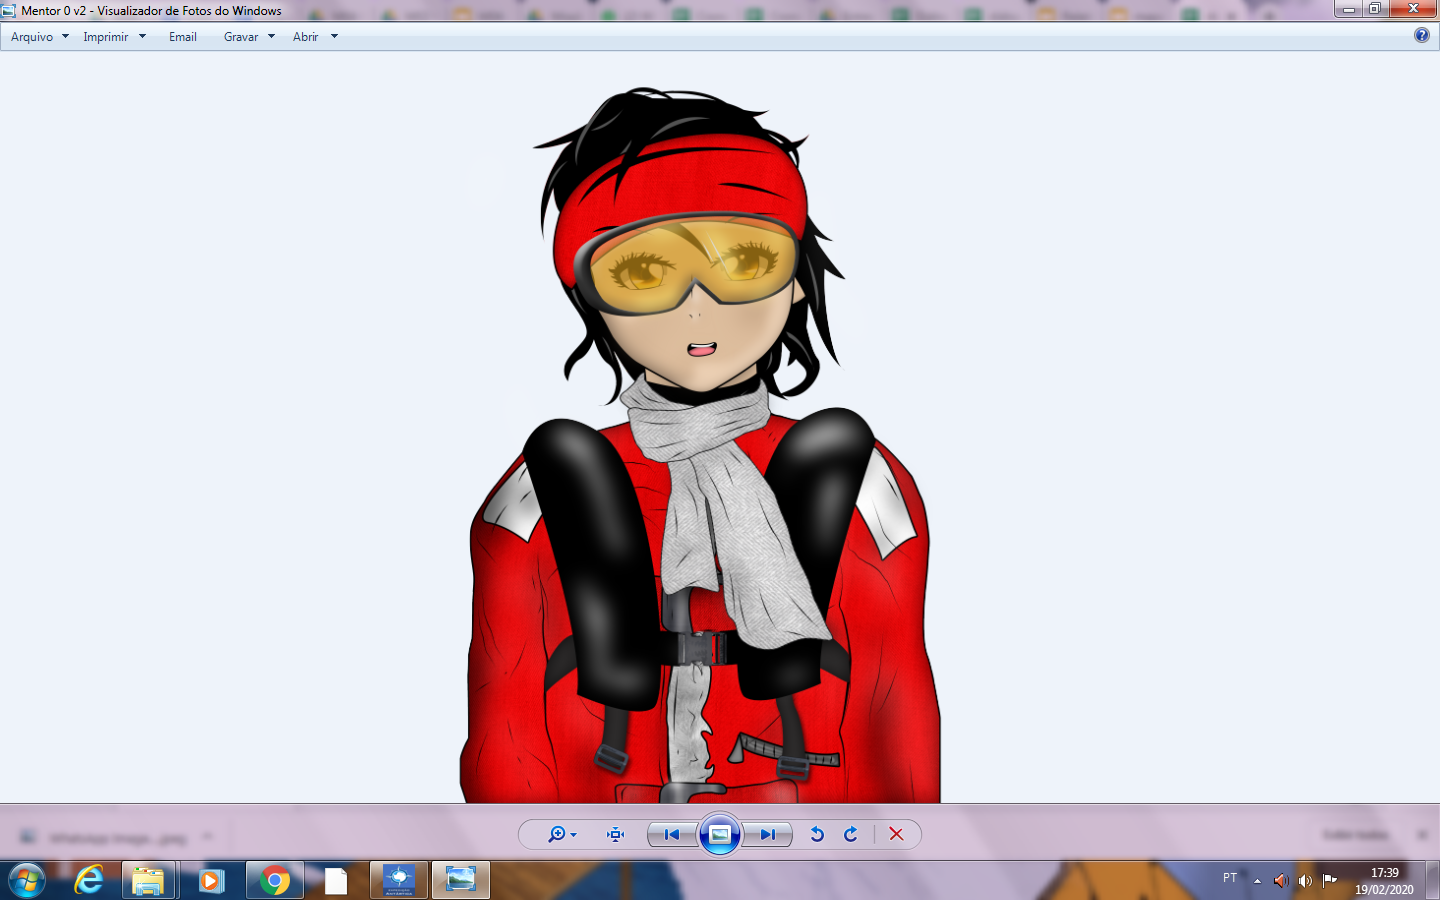 Mentor 0 v2 - Visualizador de Fotos do Windows
Arquivo Imprimir Email Gravar Abrir
PT
17:39
19/02/2020